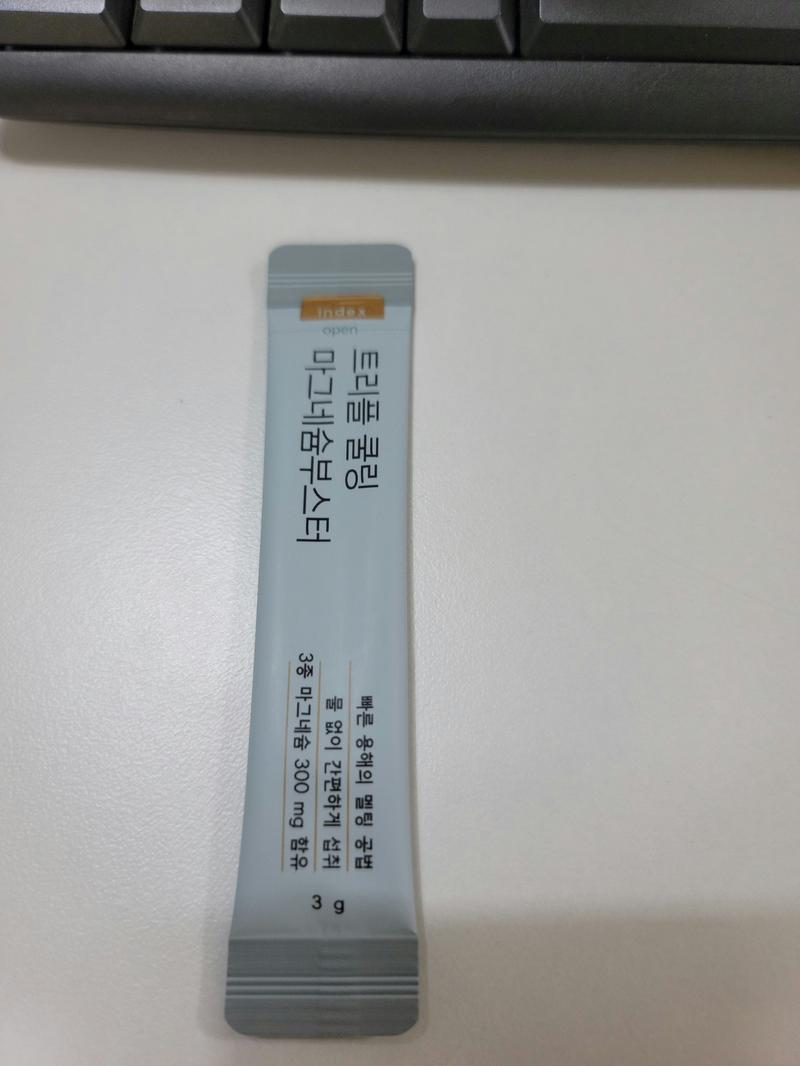 index
open
트리플 쿨링
마그네슘부스터
빠른 용해의 멜팅 공법
물 없이 간편하게 섭취
3종 마그네슘 300 mg 함유
3 g